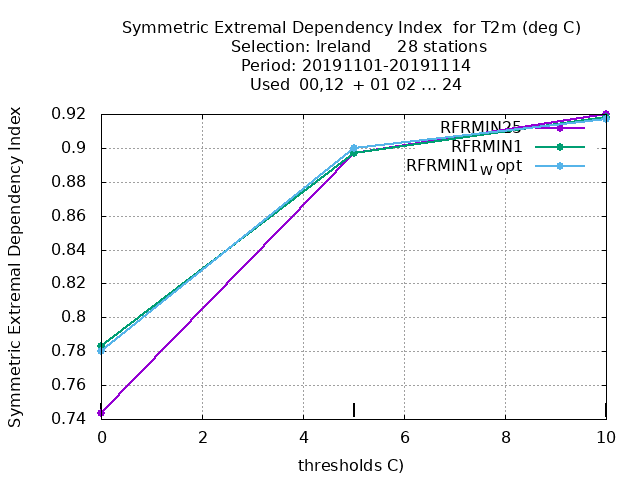 Symmetric Extremal Dependency Index for T2m (deg C)
Selection: Ireland 28 stations
Period: 20191101-20191114
Used 00,12 + 01 02 ... 24
Symmetric Extremal Dependency Index
0.92
0.9
0.88
0.86
0.84
0.82
0.8
0.78
0.76
0.74
RFRMIN25
RFRMIN1
RFRMIN1W opt
0 2 4 6 8 10
thresholds C)